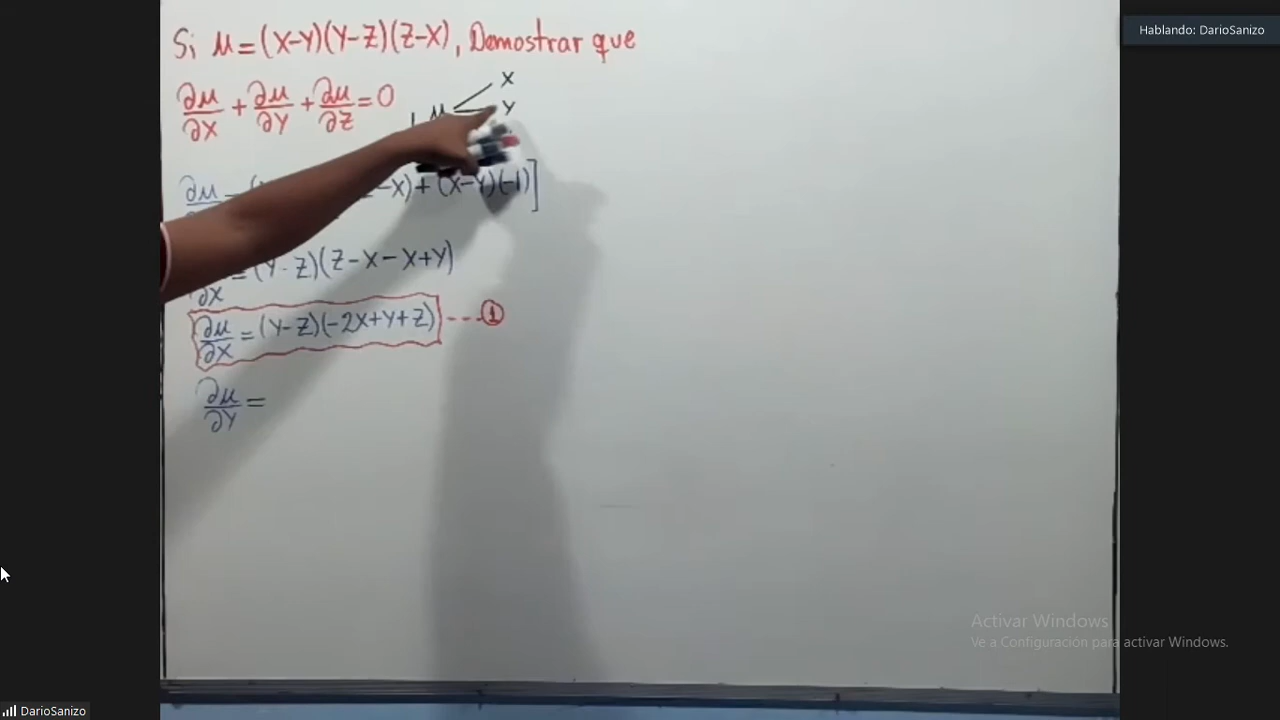 Hablando: DarioSanizo
Si μ=(X-Y)(Y-Z)(Z-X), Demostrar que
∂μ/∂X + ∂μ/∂Y + ∂μ/∂Z = 0
X
μ Y
∂μ -X)+(X-Y)(-1)]
∂X = (Y-Z)(Z-X-X+Y)
∂μ/∂X = (Y-Z)(-2X+Y+Z) ---①
∂μ/∂Y =
Activar Windows
Ve a Configuración para activar Windows.
DarioSanizo